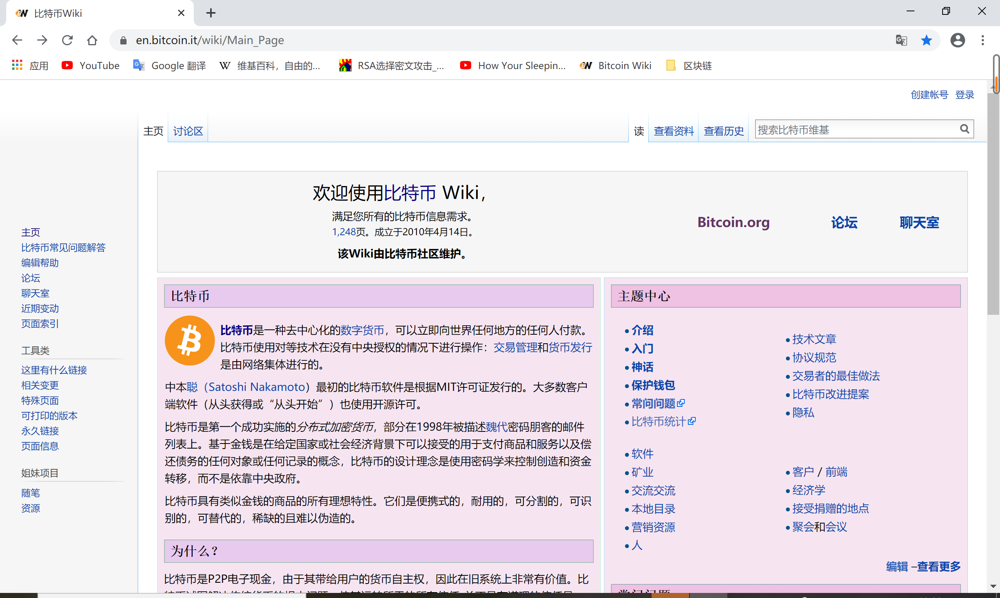 比特币Wiki
en.bitcoin.it/wiki/Main_Page
应用 YouTube Google 翻译 维基百科，自由的... RSA选择密文攻击_... How Your Sleepin... Bitcoin Wiki 区块链
创建帐号 登录
主页 讨论区 读 查看资料 查看历史 搜索比特币维基
欢迎使用比特币 Wiki，
满足您所有的比特币信息需求。
1,248页。成立于2010年4月14日。
该Wiki由比特币社区维护。
Bitcoin.org 论坛 聊天室
主页
比特币常见问题解答
编辑帮助
论坛
聊天室
近期变动
页面索引
工具类
这里有什么链接
相关变更
特殊页面
可打印的版本
永久链接
页面信息
姐妹项目
随笔
资源
比特币
比特币是一种去中心化的数字货币，可以立即向世界任何地方的任何人付款。
比特币使用对等技术在没有中央授权的情况下进行操作：交易管理和货币发行
是由网络集体进行的。
中本聪（Satoshi Nakamoto）最初的比特币软件是根据MIT许可证发行的。大多数客户
端软件（从头获得或“从头开始”）也使用开源许可。
比特币是第一个成功实施的分布式加密货币，部分在1998年被描述魏代密码朋客的邮件
列表上。基于金钱是在给定国家或社会经济背景下可以接受的用于支付商品和服务以及偿
还债务的任何对象或任何记录的概念，比特币的设计理念是使用密码学来控制创造和资金
转移，而不是依靠中央政府。
比特币具有类似金钱的商品的所有理想特性。它们是便携式的，耐用的，可分割的，可识
别的，可替代的，稀缺的且难以伪造的。
为什么？
比特币是P2P电子现金，由于其带给用户的货币自主权，因此在旧系统上非常有价值。比
主题中心
介绍
入门
神话
保护钱包
常问问题
比特币统计
技术文章
协议规范
交易者的最佳做法
比特币改进提案
隐私
软件
矿业
交流交流
本地目录
营销资源
人
客户 / 前端
经济学
接受捐赠的地点
聚会和会议
编辑 –查看更多
常问问题